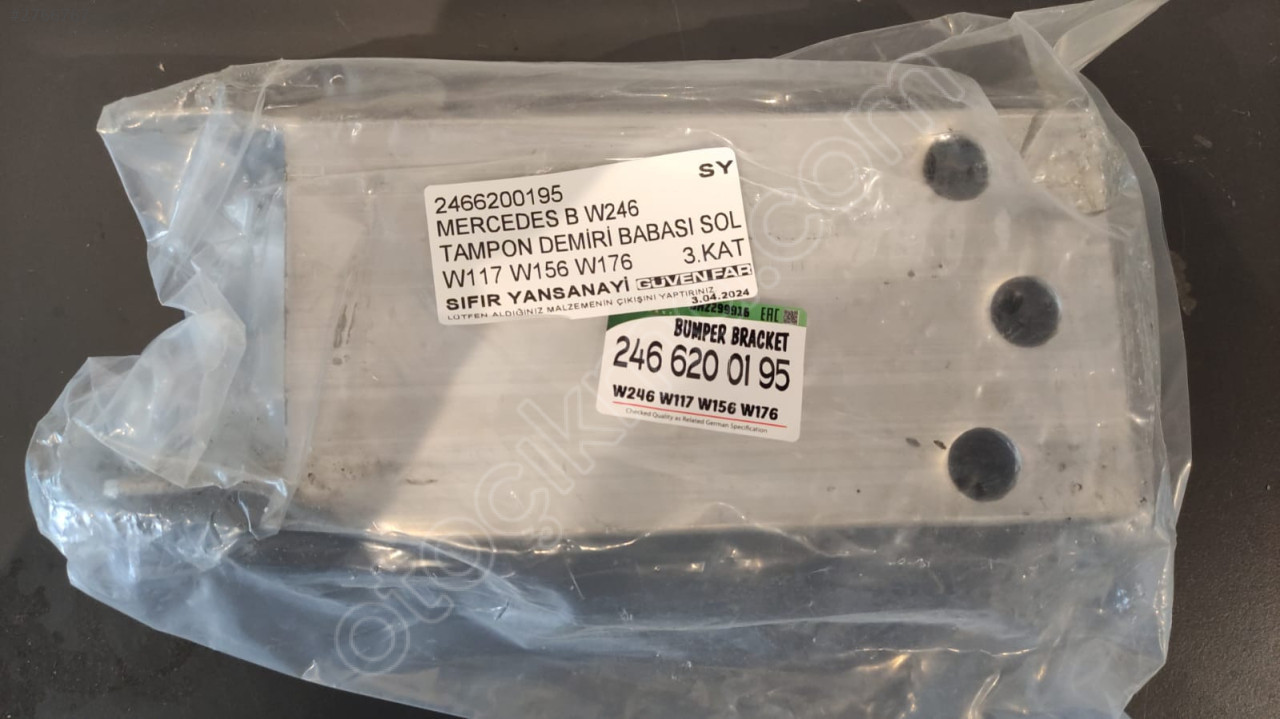 SY
2466200195
MERCEDES B W246
TAMPON DEMİRİ BABASI SOL
W117 W156 W176 3.KAT
SIFIR YANSANAYİ GÜVEN FAR
LÜTFEN ALDIĞINIZ MALZEMENİN ÇIKIŞINI YAPTIRINIZ
3.04.2024
EAC
BUMPER BRACKET
246 620 01 95
W246 W117 W156 W176
Checked Quality as Related German Specification